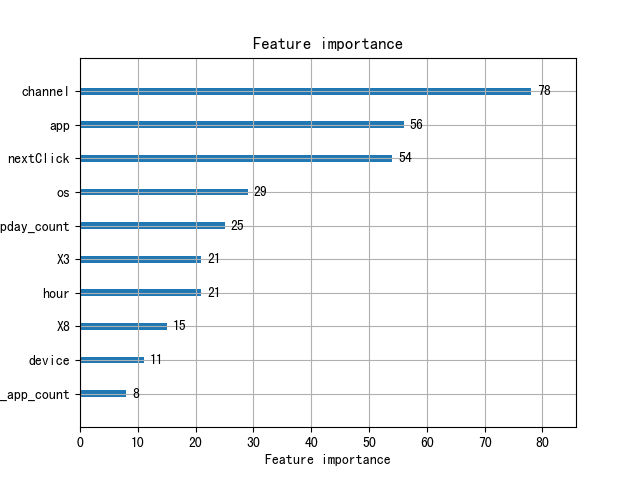 Feature importance
channel 78
app 56
nextClick 54
os 29
pday_count 25
X3 21
hour 21
X8 15
device 11
_app_count 8
0 10 20 30 40 50 60 70 80
Feature importance